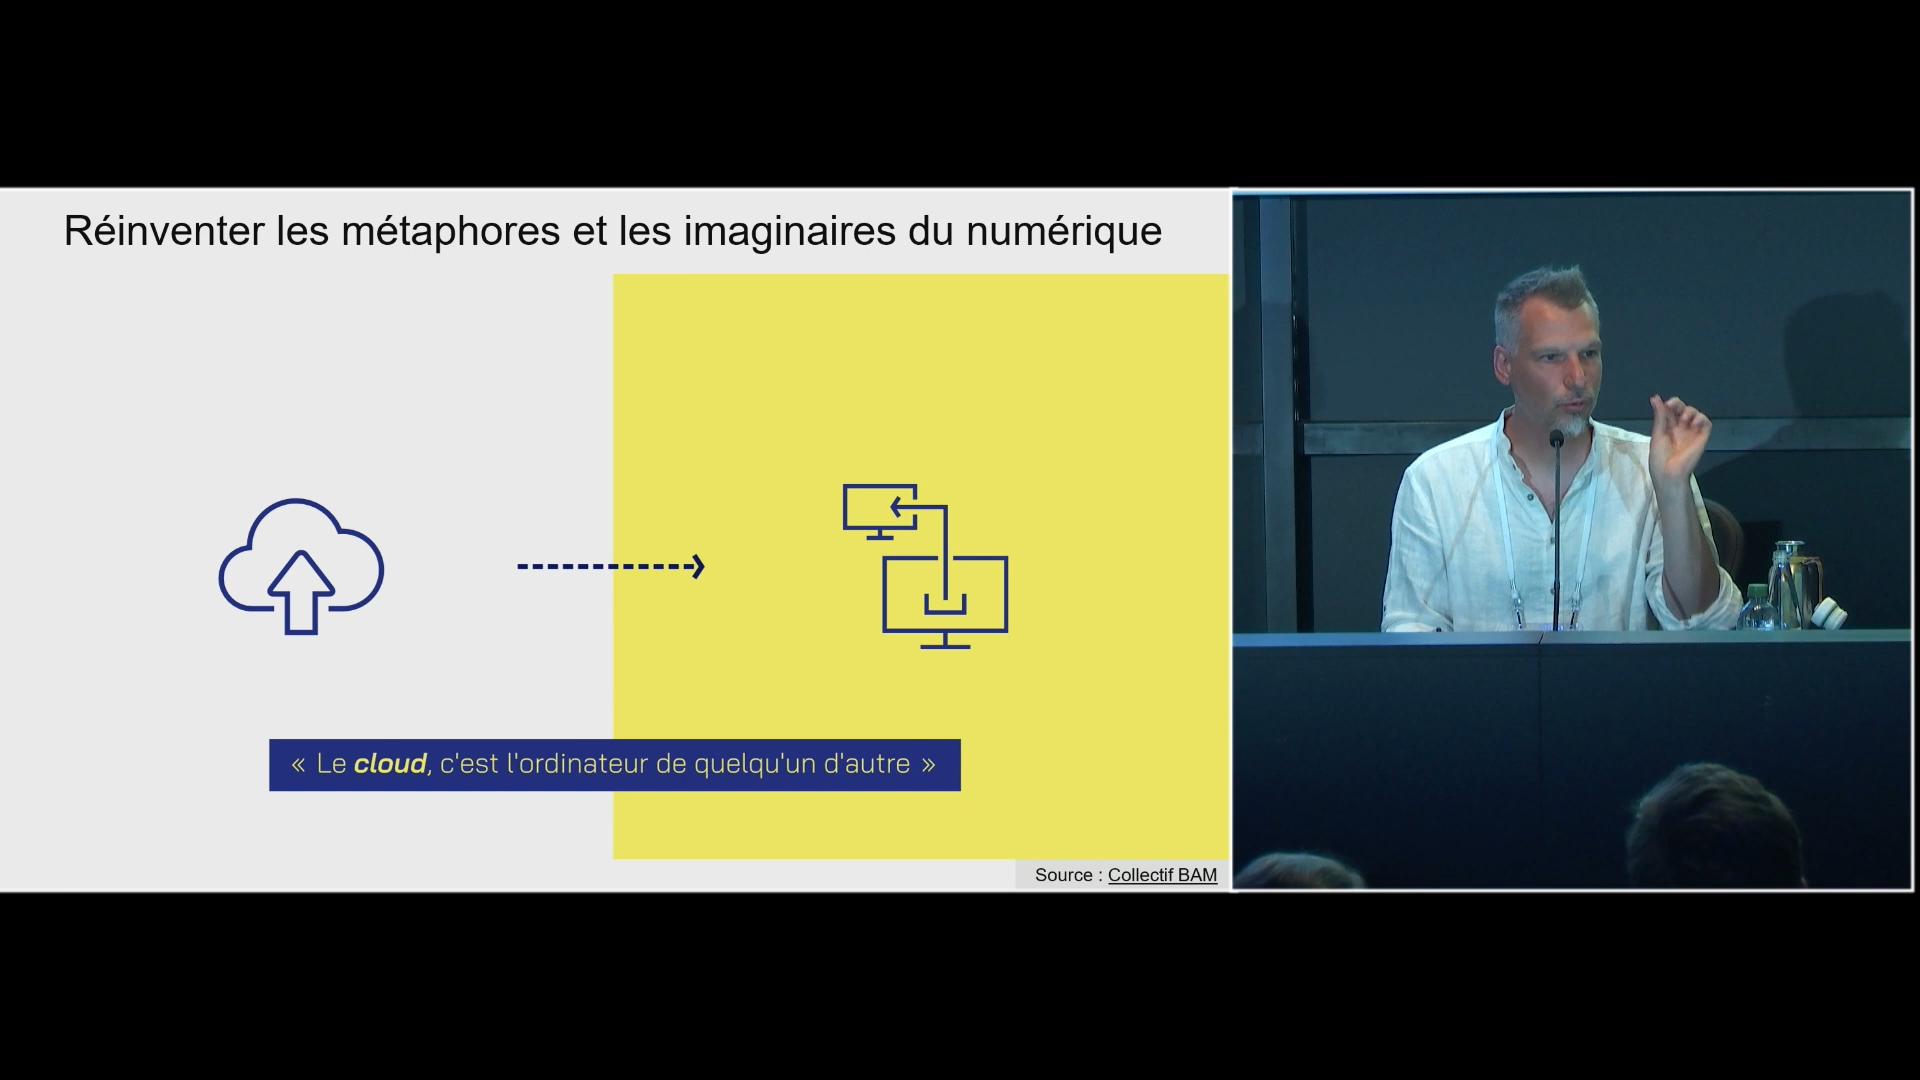 Réinventer les métaphores et les imaginaires du numérique
« Le cloud, c'est l'ordinateur de quelqu'un d'autre »
Source : Collectif BAM